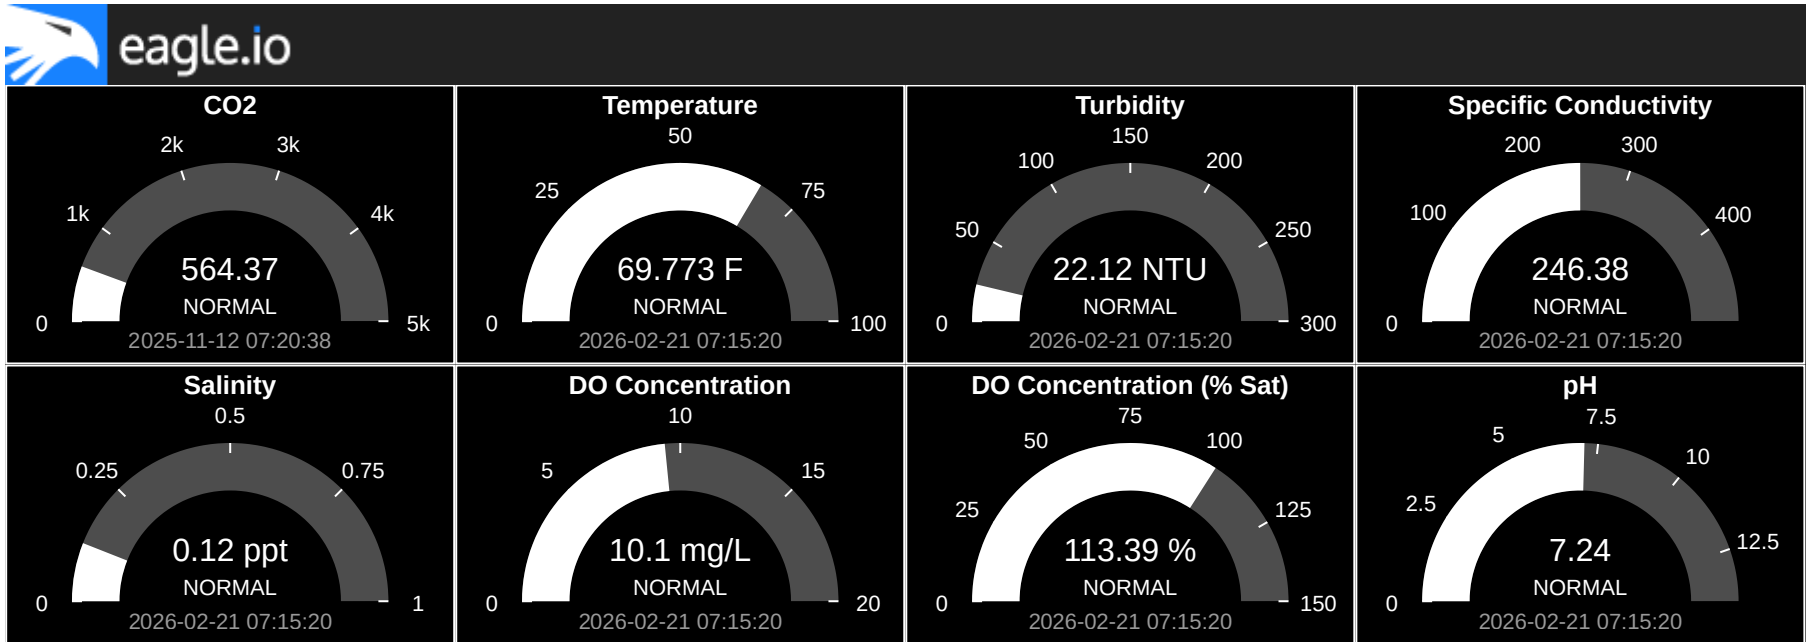 eagle.io
CO2
0
1k
2k
3k
4k
5k
564.37
NORMAL
2025-11-12 07:20:38
Temperature
0
25
50
75
100
69.773 F
NORMAL
2026-02-21 07:15:20
Turbidity
0
50
100
150
200
250
300
22.12 NTU
NORMAL
2026-02-21 07:15:20
Specific Conductivity
0
100
200
300
400
246.38
NORMAL
2026-02-21 07:15:20
Salinity
0
0.25
0.5
0.75
1
0.12 ppt
NORMAL
2026-02-21 07:15:20
DO Concentration
0
5
10
15
20
10.1 mg/L
NORMAL
2026-02-21 07:15:20
DO Concentration (% Sat)
0
25
50
75
100
125
150
113.39 %
NORMAL
2026-02-21 07:15:20
pH
0
2.5
5
7.5
10
12.5
7.24
NORMAL
2026-02-21 07:15:20